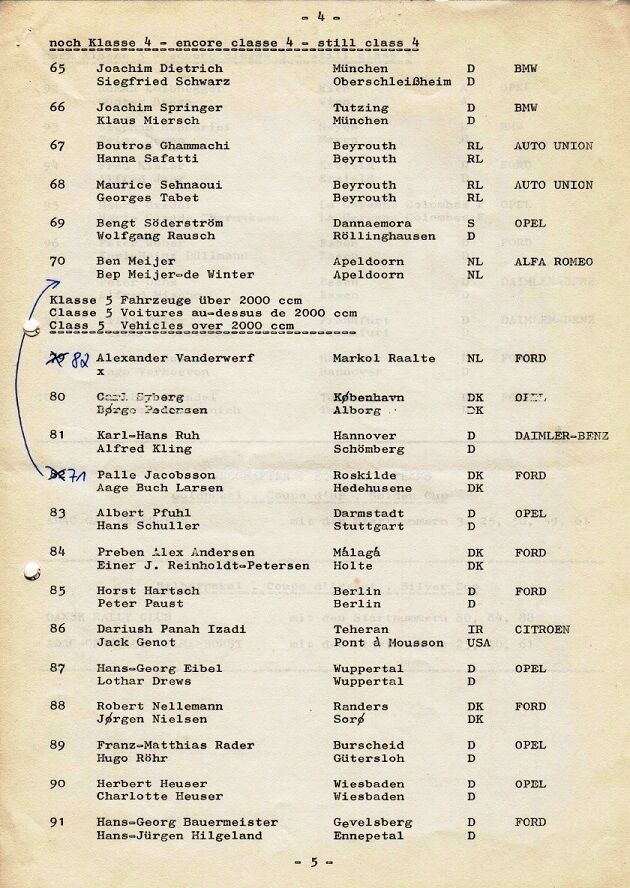 - 4 -
noch Klasse 4 - encore classe 4 - still class 4
65 Joachim Dietrich München D BMW
Siegfried Schwarz Oberschleißheim D
66 Joachim Springer Tutzing D BMW
Klaus Miersch München D
67 Boutros Ghammachi Beyrouth RL AUTO UNION
Hanna Safatti Beyrouth RL
68 Maurice Sehnaoui Beyrouth RL AUTO UNION
Georges Tabet Beyrouth RL
69 Bengt Söderström Dannaemora S OPEL
Wolfgang Rausch Röllinghausen D
70 Ben Meijer Apeldoorn NL ALFA ROMEO
Bep Meijer-de Winter Apeldoorn NL
Klasse 5 Fahrzeuge über 2000 ccm
Classe 5 Voitures au-dessus de 2000 ccm
Class 5 Vehicles over 2000 ccm
82 Alexander Vanderwerf Markol Raalte NL FORD
x
80 Carl Syberg København DK OPEL
Børge Pedersen Alborg DK
81 Karl-Hans Ruh Hannover D DAIMLER-BENZ
Alfred Kling Schömberg D
71 Palle Jacobsson Roskilde DK FORD
Aage Buch Larsen Hedehusene DK
83 Albert Pfuhl Darmstadt D OPEL
Hans Schuller Stuttgart D
84 Preben Alex Andersen Málagá DK FORD
Einer J. Reinholdt-Petersen Holte DK
85 Horst Hartsch Berlin D FORD
Peter Paust Berlin D
86 Dariush Panah Izadi Teheran IR CITROEN
Jack Genot Pont à Mousson USA
87 Hans-Georg Eibel Wuppertal D OPEL
Lothar Drews Wuppertal D
88 Robert Nellemann Randers DK FORD
Jørgen Nielsen Sorø DK
89 Franz-Matthias Rader Burscheid D OPEL
Hugo Röhr Gütersloh D
90 Herbert Heuser Wiesbaden D OPEL
Charlotte Heuser Wiesbaden D
91 Hans-Georg Bauermeister Gevelsberg D FORD
Hans-Jürgen Hilgeland Ennepetal D
- 5 -